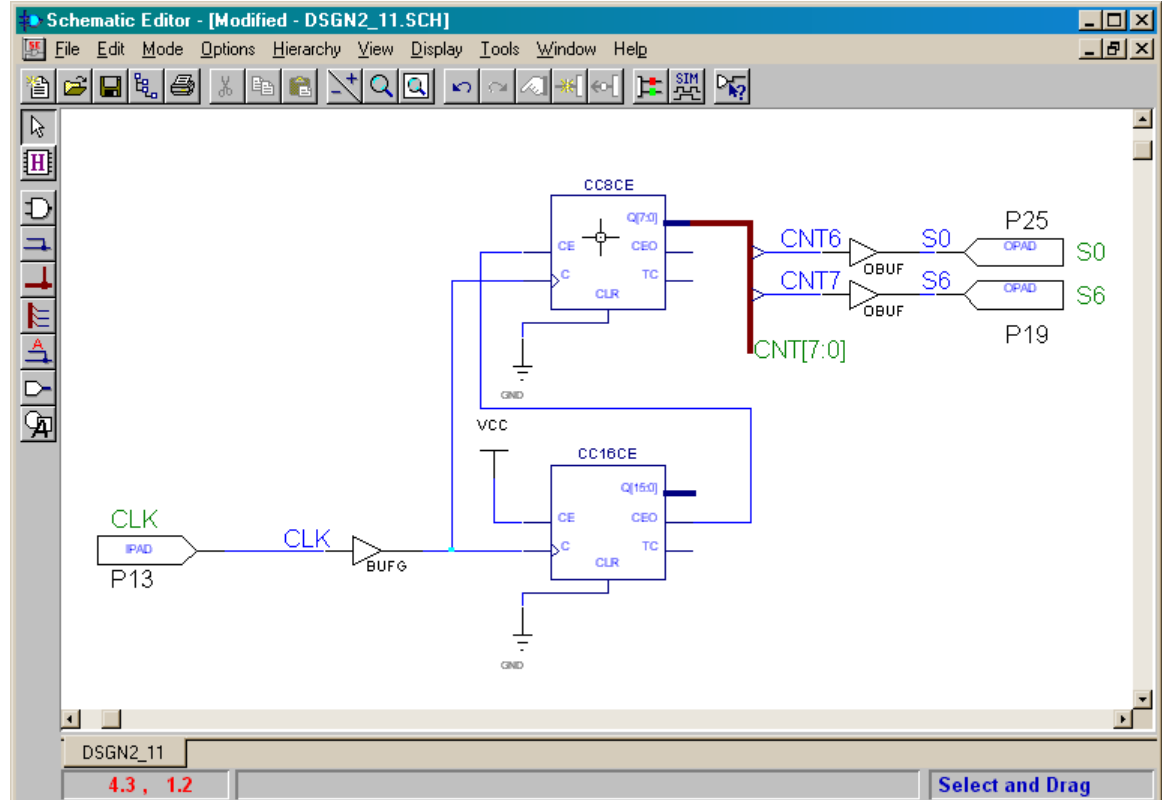 Schematic Editor - [Modified - DSGN2_11.SCH]
File Edit Mode Options Hierarchy View Display Tools Window Help
SIM
H
A
A
CC8CE
Q[7:0]
CE
CEO
C
TC
CLR
GND
CNT6
OBUF
S0
P25
OPAD
S0
CNT7
OBUF
S6
OPAD
S6
P19
CNT[7:0]
VCC
CC16CE
Q[15:0]
CE
CEO
C
TC
CLR
GND
CLK
IPAD
P13
CLK
BUFG
DSGN2_11
4.3 , 1.2
Select and Drag